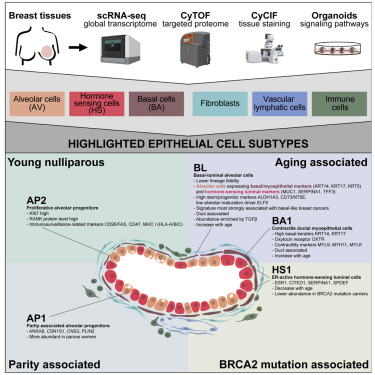 Breast tissues
scRNA-seq
global transcriptome
CyTOF
targeted proteome
CyCIF
tissue staining
Organoids
signaling pathways
Alveolar cells
(AV)
Hormone
sensing cells
(HS)
Basal cells
(BA)
Fibroblasts
Vascular
lymphatic cells
Immune
cells
HIGHLIGHTED EPITHELIAL CELL SUBTYPES
Young nulliparous
Aging associated
BL
Basal-luminal alveolar cells
- Lower lineage fidelity
- Alveolar cells expressing basal/myoepithelial markers (KRT14, KRT17, KRT5)
and hormone-sensing luminal markers (MUC1, SERPINA1, TFF3)
- High stem/progenitor markers ALDH1A3, CD73/NT5E,
low alveolar maturation driver ELF5
- Signature most strongly associated with basal-like breast cancers
- Duct associated
- Abundance enriched by TGFβ
- Increase with age
AP2
Proliferative alveolar progenitors
- Ki67 high
- RANK protein level high
- Immunosurveillance-related markers CD95/FAS, CD47, MHC I (HLA-A/B/C)
BA1
Contractile ductal myoepithelial cells
- High basal keratins KRT14, KRT17
- Oxytocin receptor OXTR
- Contractility markers MYL9, MYH11, MYLK
- Duct associated
- Increase with age
HS1
ER-active hormone-sensing luminal cells
- ESR1, CITED1, SERPINA1, SPDEF
- Decrease with age
- Lower abundance in BRCA2 mutation carriers
AP1
Parity-associated alveolar progenitors
- ANXA8, CSN1S1, CNS3, PLIN2
- More abundant in parous women
Parity associated
BRCA2 mutation associated